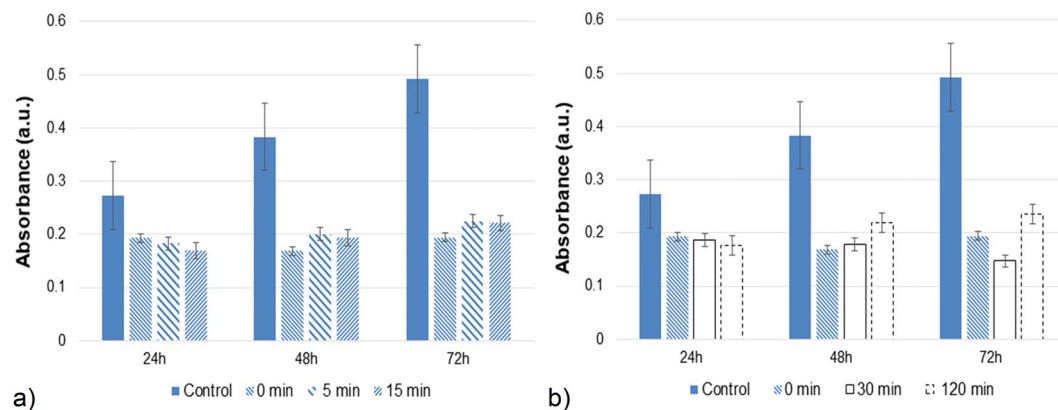 0.6
0.5
0.4
0.3
0.2
0.1
0
Absorbance (a.u.)
24h 48h 72h
Control 0 min 5 min 15 min
a)
0.6
0.5
0.4
0.3
0.2
0.1
0
Absorbance (a.u.)
24h 48h 72h
Control 0 min 30 min 120 min
b)